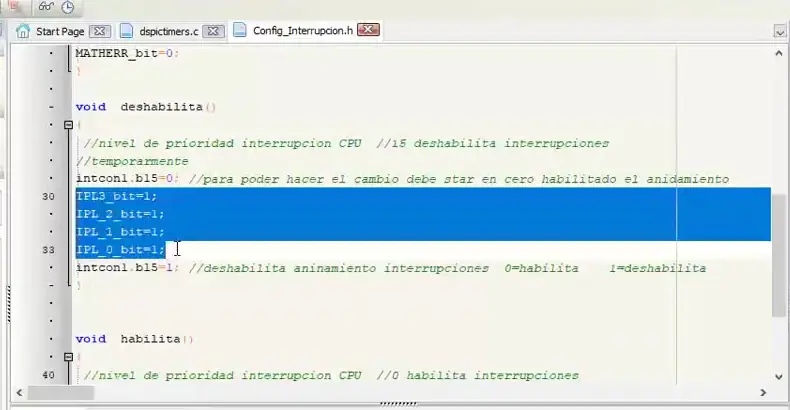 Start Page dspictimers.c Config_Interrupcion.h
MATHERR_bit=0;
}
void deshabilita()
{
//nivel de prioridad interrupcion CPU //15 deshabilita interrupciones
//temporarmente
intcon1.b15=0; //para poder hacer el cambio debe star en cero habilitado el anidamiento
30 IPL3_bit=1;
IPL_2_bit=1;
IPL_1_bit=1;
33 IPL_0_bit=1;
intcon1.b15=1; //deshabilita aninamiento interrupciones 0=habilita 1=deshabilita
}
void habilita()
{
40 //nivel de prioridad interrupcion CPU //0 habilita interrupciones